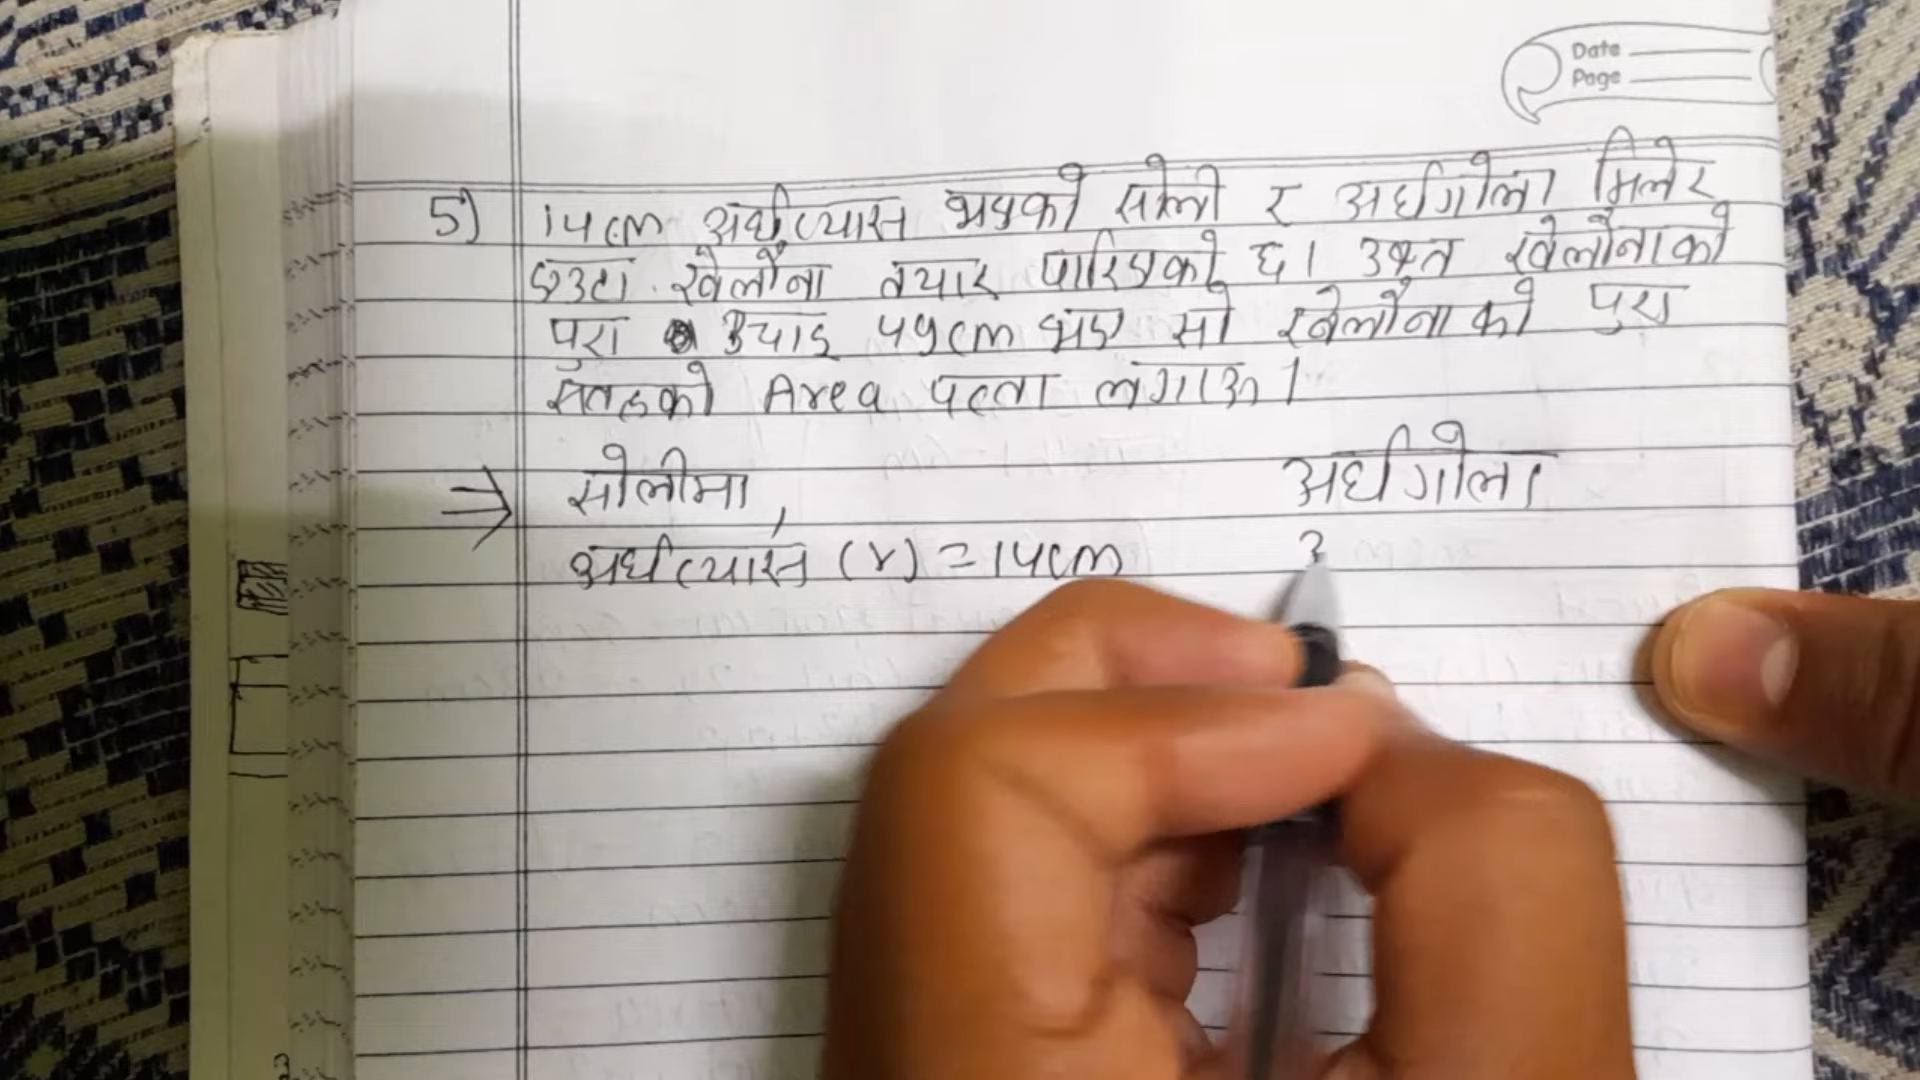 Date
Page
5) 14cm अर्धव्यास भएको सोली र अर्धगोला मिलेर
एउटा खेलौना तयार पारिएको छ। उक्त खेलौनाको
पुरा उचाइ 49cm भए सो खेलौनाको पुरा
सतहको Area पत्ता लगाऊ।
⇒ सोलीमा, अर्धगोला
अर्धव्यास (r) = 14cm